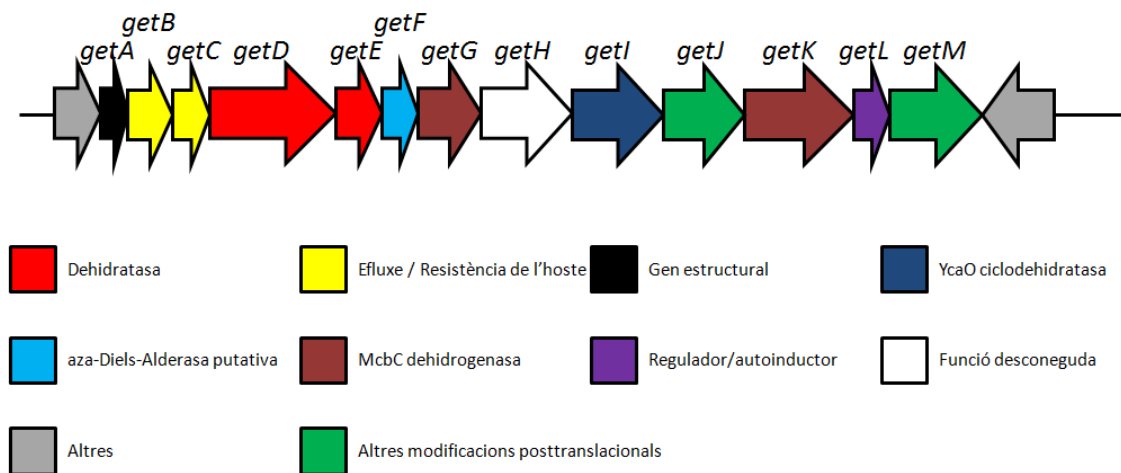 getA getB getC getD getE getF getG getH getI getJ getK getL getM
Dehidratasa
Efluxe / Resistència de l'hoste
Gen estructural
YcaO ciclodehidratasa
aza-Diels-Alderasa putativa
McbC dehidrogenasa
Regulador/autoinductor
Funció desconeguda
Altres
Altres modificacions posttranslacionals